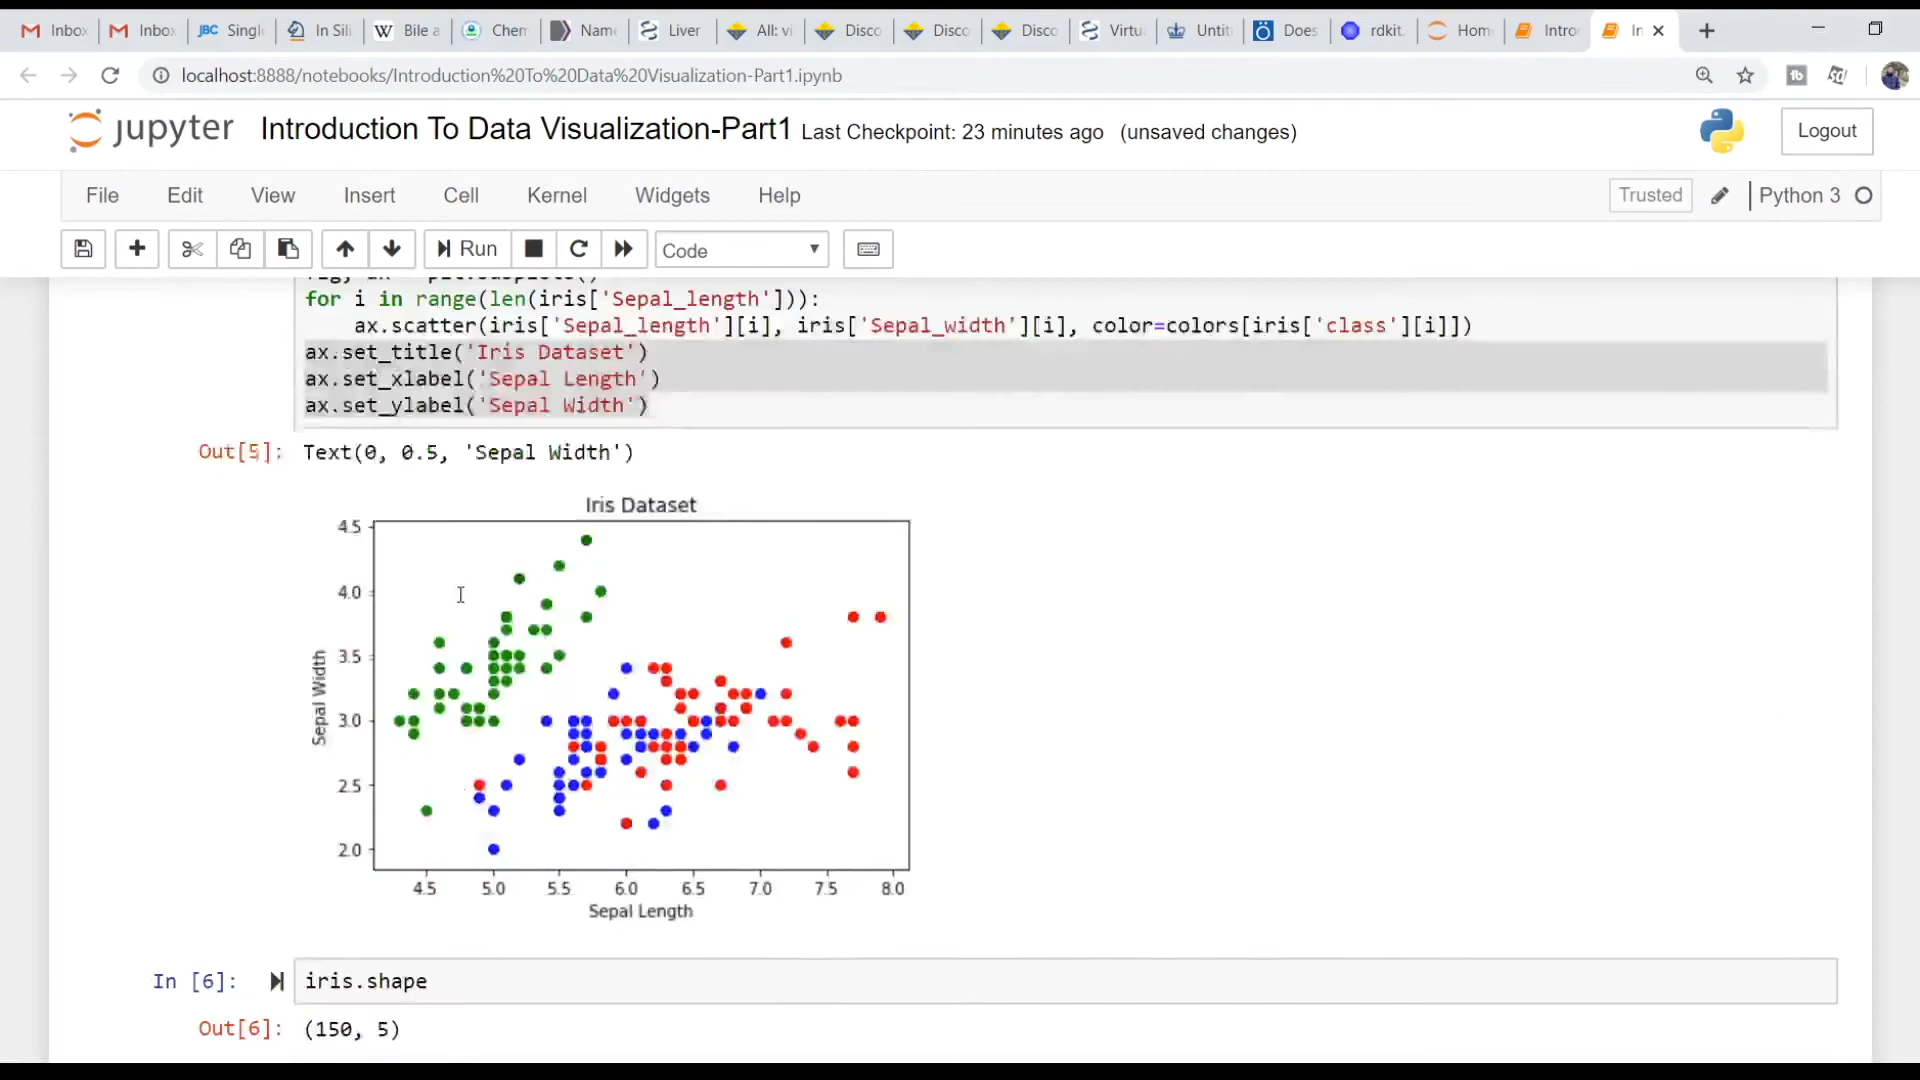 Inbo
Inbo
JBC Singl
In Sili
W Bile a
Chem
Name
Liver
All: vi
Disco
Disco
Disco
Virtu
Untit
Does
rdkit.
Hom
Intro
In
localhost:8888/notebooks/Introduction%20To%20Data%20Visualization-Part1.ipynb
jupyter Introduction To Data Visualization-Part1 Last Checkpoint: 23 minutes ago (unsaved changes)
Logout
File Edit View Insert Cell Kernel Widgets Help
Trusted Python 3
Run Code
for i in range(len(iris['Sepal_length'])):
ax.scatter(iris['Sepal_length'][i], iris['Sepal_width'][i], color=colors[iris['class'][i]])
ax.set_title('Iris Dataset')
ax.set_xlabel('Sepal Length')
ax.set_ylabel('Sepal Width')
Out[5]: Text(0, 0.5, 'Sepal Width')
Iris Dataset
4.5
4.0
3.5
3.0
2.5
2.0
Sepal Width
4.5 5.0 5.5 6.0 6.5 7.0 7.5 8.0
Sepal Length
In [6]: iris.shape
Out[6]: (150, 5)